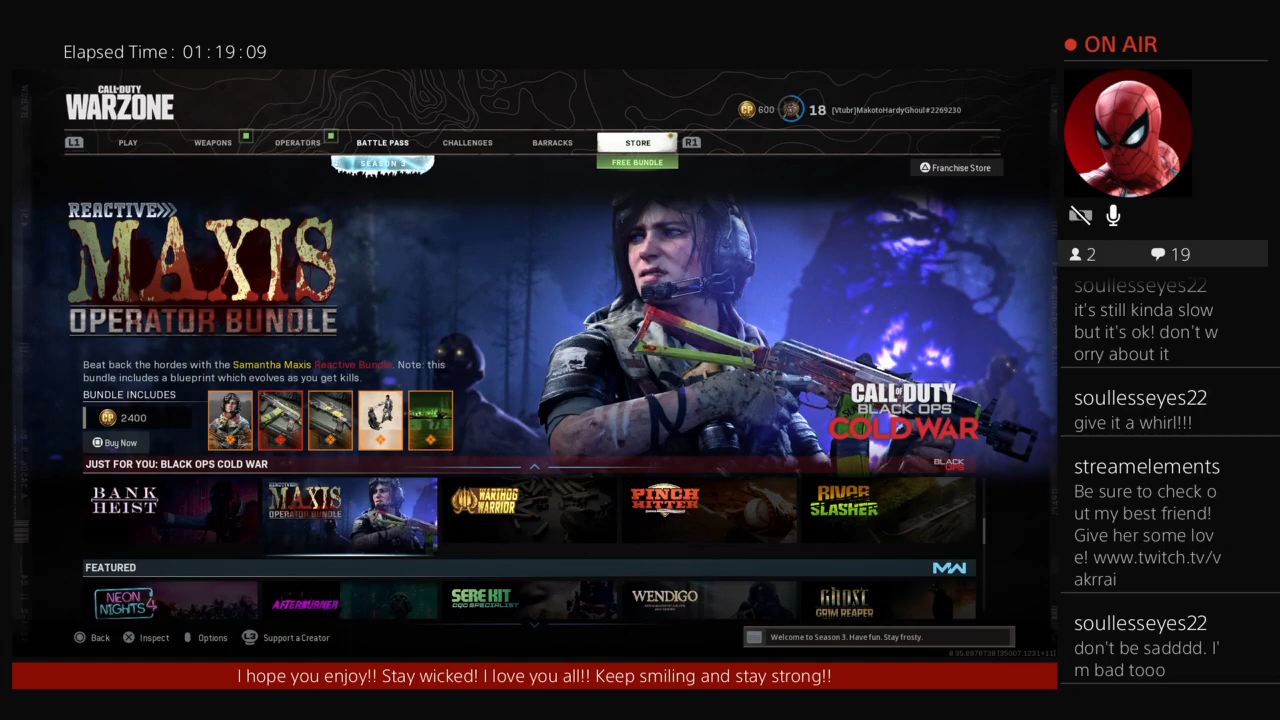 Elapsed Time: 01:19:09
ON AIR
CALL OF DUTY
WARZONE
CP 600
18 [Vtubr]MakotoHardyGhoul#2269230
L1 PLAY WEAPONS OPERATORS BATTLE PASS CHALLENGES BARRACKS STORE R1
SEASON 3
FREE BUNDLE
Franchise Store
REACTIVE
MAXIS
OPERATOR BUNDLE
Beat back the hordes with the Samantha Maxis Reactive Bundle. Note: this
bundle includes a blueprint which evolves as you get kills.
BUNDLE INCLUDES
CP 2400
Buy Now
CALL OF DUTY
BLACK OPS
COLD WAR
JUST FOR YOU: BLACK OPS COLD WAR
BLACK OPS
BANK HEIST
REACTIVE MAXIS OPERATOR BUNDLE
WARTHOG WARRIOR
PINCH HITTER
RIVER SLASHER
FEATURED
MW
NEON NIGHTS 4
AFTERBURNER
SERE KIT
CQC SPECIALIST
WENDIGO
GHOST GRIM REAPER
Back Inspect Options L3 Support a Creator
Welcome to Season 3. Have fun. Stay frosty.
I hope you enjoy!! Stay wicked! I love you all!! Keep smiling and stay strong!!
2 19
soullesseyes22
it's still kinda slow
but it's ok! don't w
orry about it
soullesseyes22
give it a whirl!!!
streamelements
Be sure to check o
ut my best friend!
Give her some lov
e! www.twitch.tv/v
akrrai
soullesseyes22
don't be sadddd. I'
m bad tooo